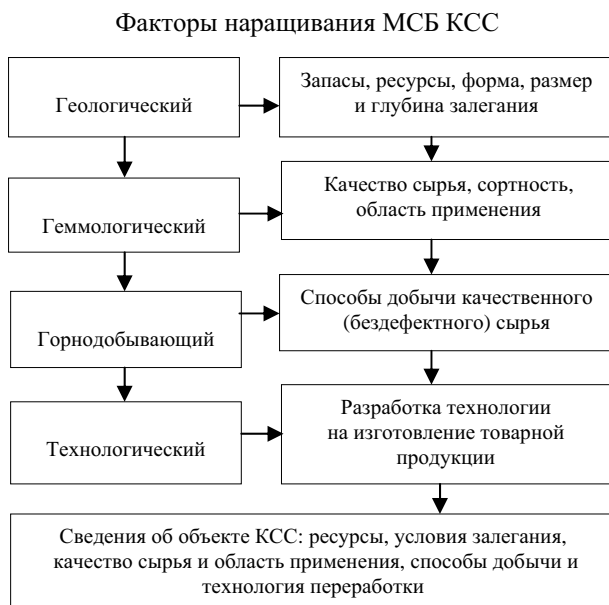 Факторы наращивания МСБ КСС
Геологический
Запасы, ресурсы, форма, размер
и глубина залегания
Геммологический
Качество сырья, сортность,
область применения
Горнодобывающий
Способы добычи качественного
(бездефектного) сырья
Технологический
Разработка технологии
на изготовление товарной
продукции
Сведения об объекте КСС: ресурсы, условия залегания,
качество сырья и область применения, способы добычи и
технология переработки